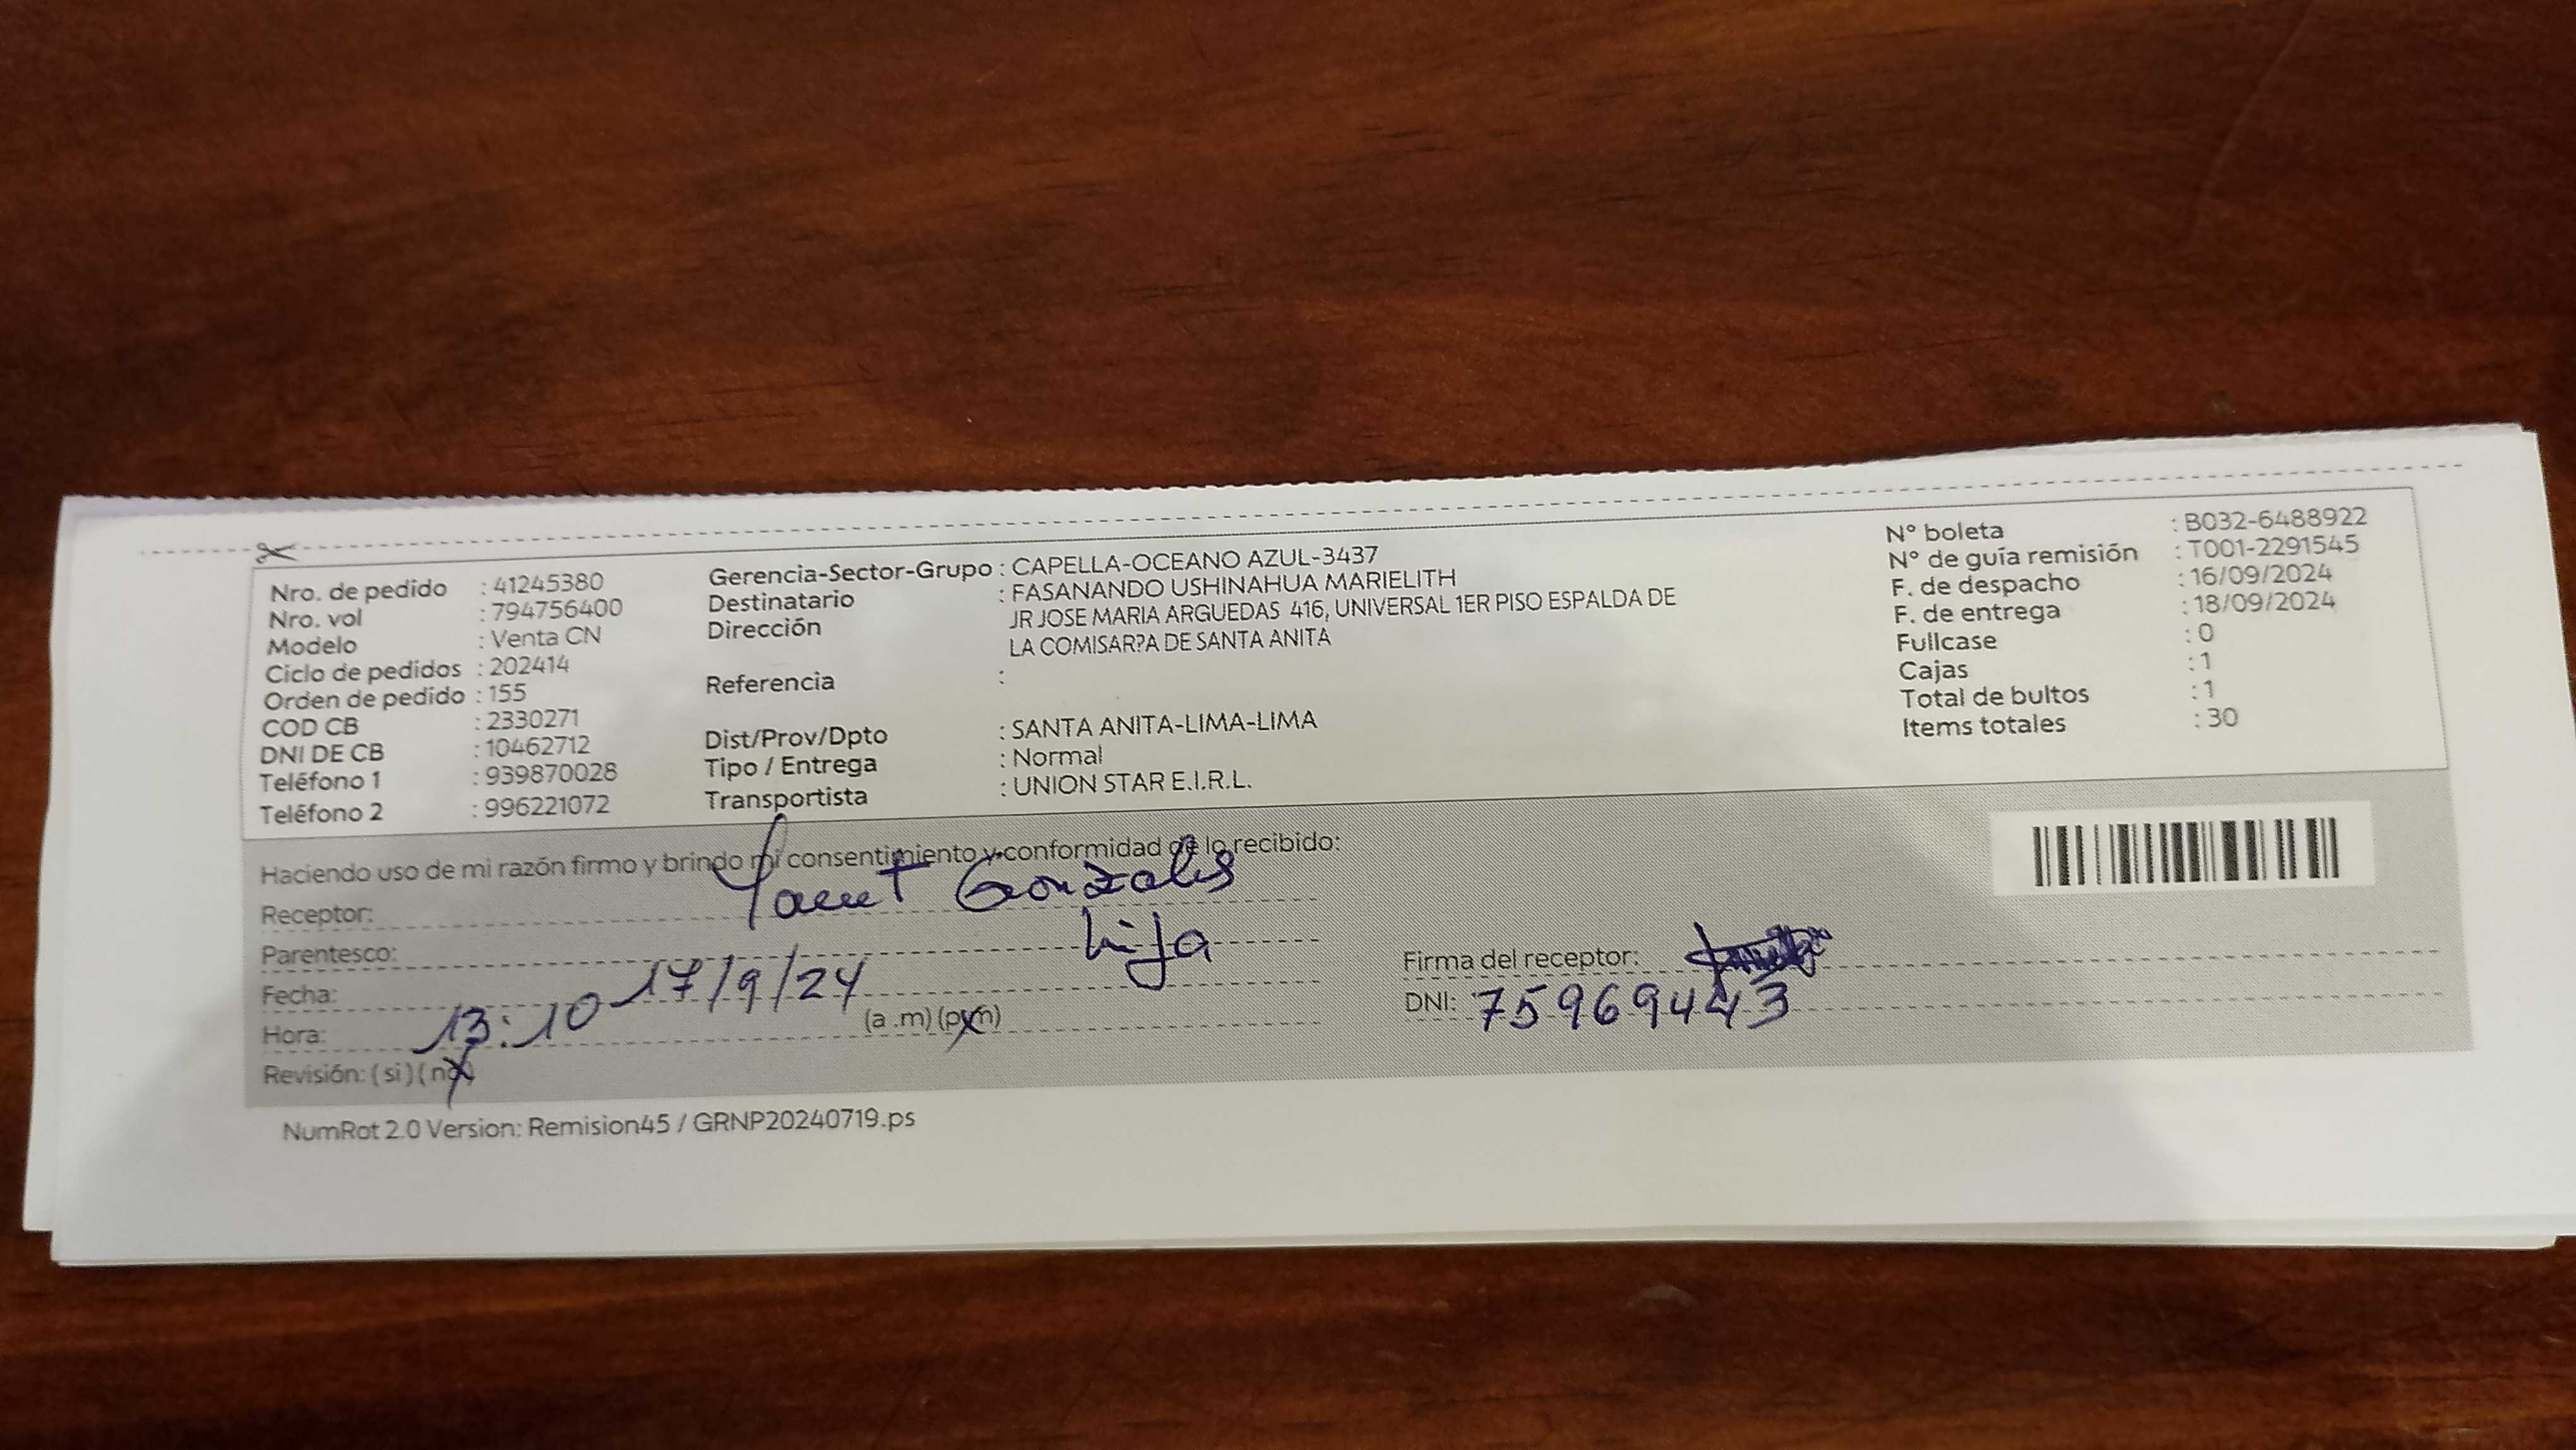 Nro. de pedido : 41245380
Nro. vol : 794756400
Modelo : Venta CN
Ciclo de pedidos : 202414
Orden de pedido : 155
COD CB : 2330271
DNI DE CB : 10462712
Teléfono 1 : 939870028
Teléfono 2 : 996221072
Gerencia-Sector-Grupo : CAPELLA-OCEANO AZUL-3437
Destinatario : FASANANDO USHINAHUA MARIELITH
Dirección JR JOSE MARIA ARGUEDAS 416, UNIVERSAL 1ER PISO ESPALDA DE
LA COMISAR?A DE SANTA ANITA
Referencia :
Dist/Prov/Dpto : SANTA ANITA-LIMA-LIMA
Tipo / Entrega : Normal
Transportista : UNION STAR E.I.R.L.
N° boleta : B032-6488922
N° de guía remisión : T001-2291545
F. de despacho : 16/09/2024
F. de entrega : 18/09/2024
Fullcase : 0
Cajas : 1
Total de bultos : 1
Items totales : 30
Haciendo uso de mi razón firmo y brindo mi consentimiento y conformidad de lo recibido:
Receptor: Gonzales
Parentesco: hija
Fecha: 17/9/24
Hora: 13:10 (a .m) (p.m)
Revisión: ( si ) ( no )
Firma del receptor:
DNI: 75969443
NumRot 2.0 Version: Remision45 / GRNP20240719.ps